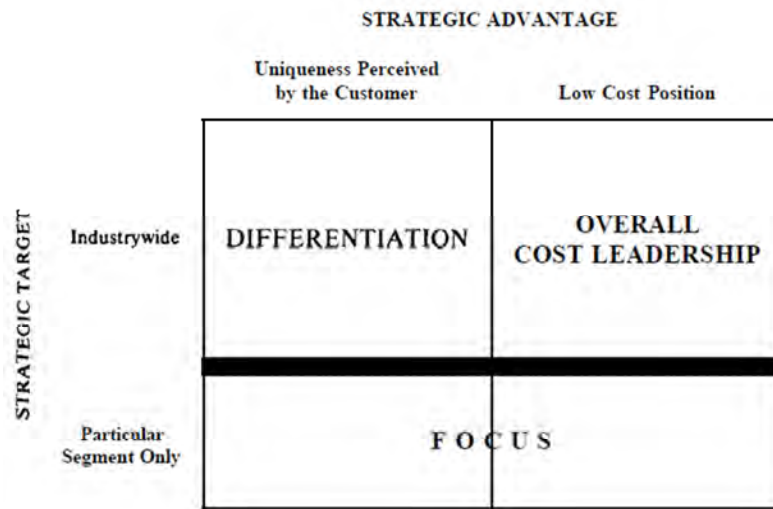 STRATEGIC ADVANTAGE
Uniqueness Perceived
by the Customer
Low Cost Position
STRATEGIC TARGET
Industrywide
DIFFERENTIATION
OVERALL
COST LEADERSHIP
Particular
Segment Only
FOCUS